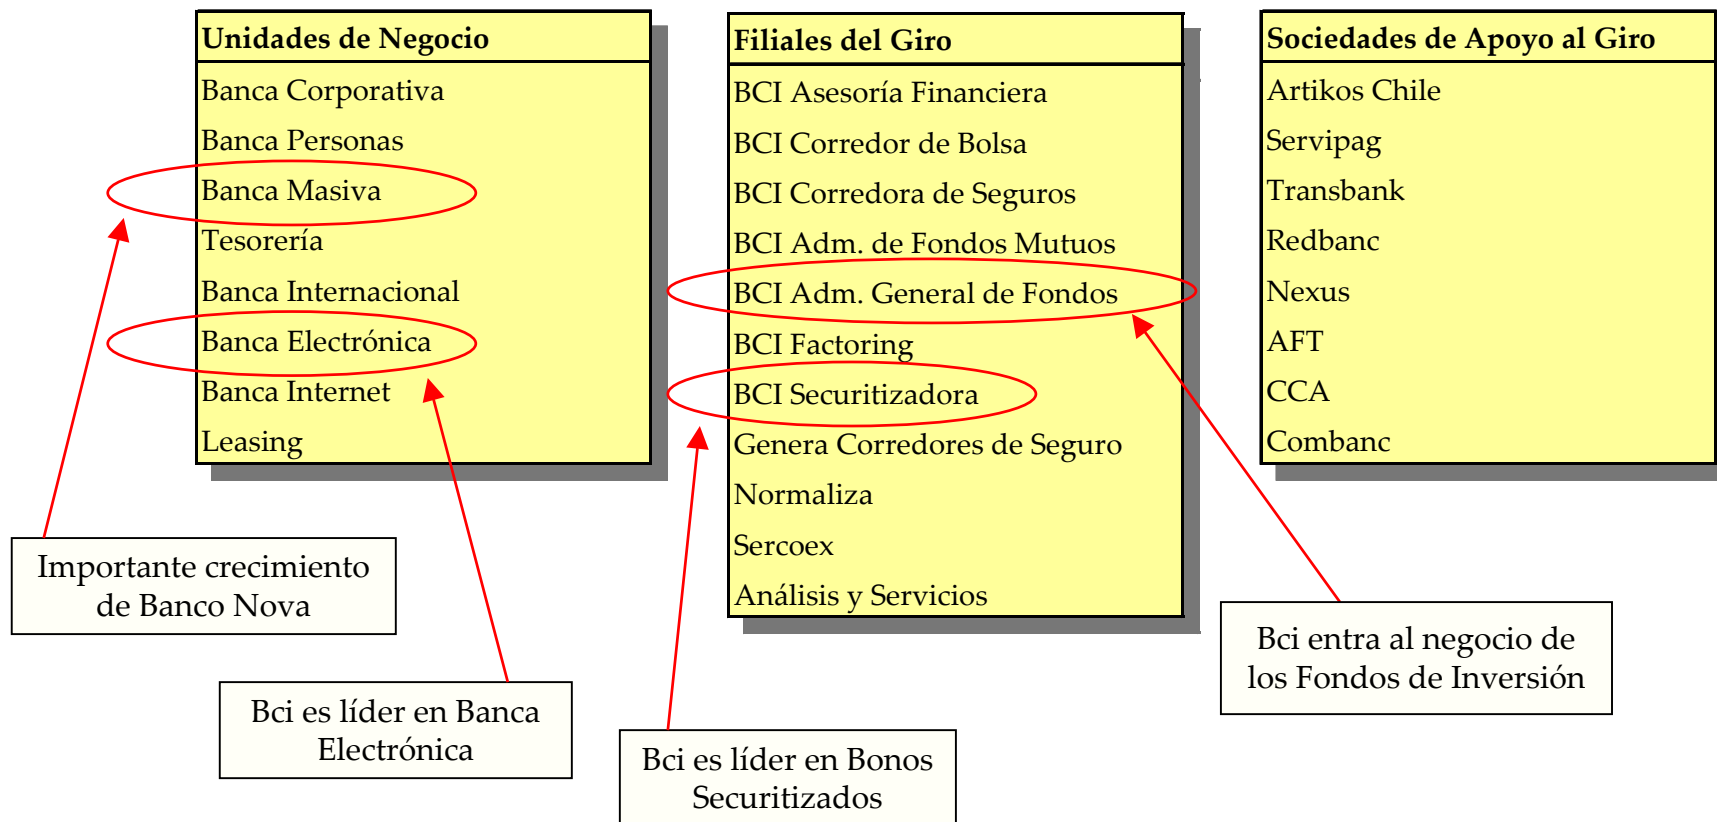 Unidades de Negocio
Banca Corporativa
Banca Personas
Banca Masiva
Tesorería
Banca Internacional
Banca Electrónica
Banca Internet
Leasing
Filiales del Giro
BCI Asesoría Financiera
BCI Corredor de Bolsa
BCI Corredora de Seguros
BCI Adm. de Fondos Mutuos
BCI Adm. General de Fondos
BCI Factoring
BCI Securitizadora
Genera Corredores de Seguro
Normaliza
Sercoex
Análisis y Servicios
Sociedades de Apoyo al Giro
Artikos Chile
Servipag
Transbank
Redbanc
Nexus
AFT
CCA
Combanc
Importante crecimiento
de Banco Nova
Bci es líder en Banca
Electrónica
Bci es líder en Bonos
Securitizados
Bci entra al negocio de
los Fondos de Inversión